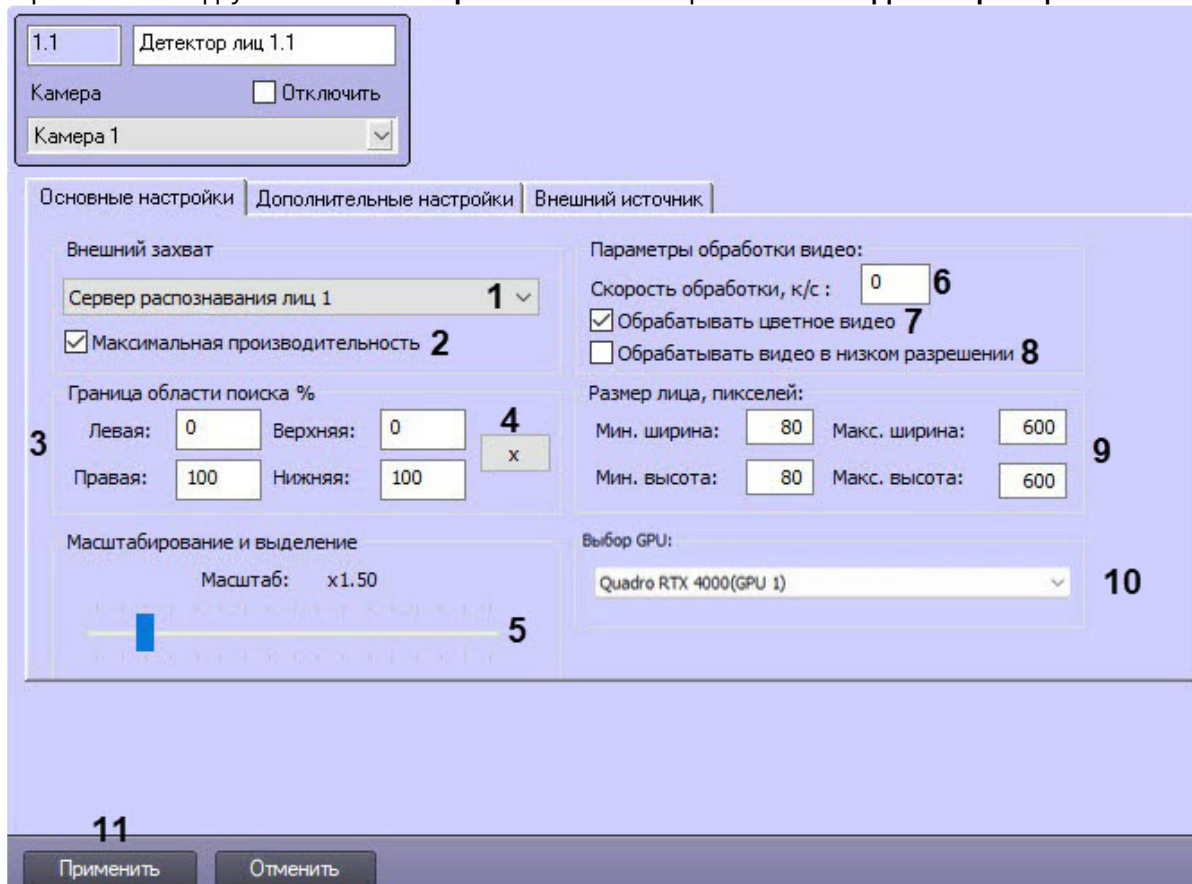 1.1 Детектор лиц 1.1
Камера Отключить
Камера 1
Основные настройки Дополнительные настройки Внешний источник
Внешний захват
Сервер распознавания лиц 1 1
Максимальная производительность 2
Параметры обработки видео:
Скорость обработки, к/с : 0 6
Обрабатывать цветное видео 7
Обрабатывать видео в низком разрешении 8
Граница области поиска %
3
Левая: 0 Верхняя: 0 4
Правая: 100 Нижняя: 100 x
Размер лица, пикселей:
Мин. ширина: 80 Макс. ширина: 600
9
Мин. высота: 80 Макс. высота: 600
Масштабирование и выделение
Масштаб: x1.50
5
Выбор GPU:
Quadro RTX 4000(GPU 1) 10
11
Применить Отменить